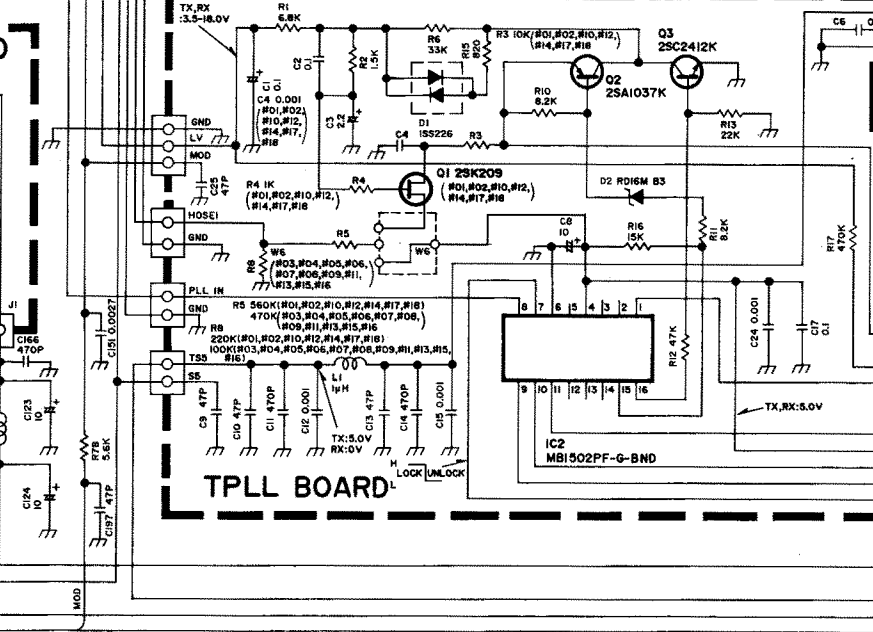 TX,RX
:3.5-18.0V
R1
6.8K
C2
0.1
R2
1.5K
C1
0.1
C4 0.001
(#01,#02,
#10,#12,
#14,#17,
#18)
C3
2.2
R6
33K
R15
820
D1
1SS226
R3 10K(#01,#02,#10,#12,
#14,#17,#18)
Q3
2SC2412K
Q2
2SA1037K
R10
8.2K
R13
22K
C6
GND
LV
MOD
C25
47P
C4
R3
Q1 2SK209
(#01,#02,#10,#12,
#14,#17,#18)
R4 1K
(#01,#02,#10,#12,
#14,#17,#18)
R4
D2 RD16M B3
R11
8.2K
HOSEI
GND
R5
R8
W6
C8
10
R16
15K
R17
470K
W6
(#03,#04,#05,#06,
#07,#08,#09,#11,
#13,#15,#16)
PLL IN
GND
R5 560K(#01,#02,#10,#12,#14,#17,#18)
470K(#03,#04,#05,#06,#07,#08,
#09,#11,#13,#15,#16)
R8
220K(#01,#02,#10,#12,#14,#17,#18)
100K(#03,#04,#05,#06,#07,#08,#09,#11,#13,#15,
#16)
8 7 6 5 4 3 2 1
9 10 11 12 13 14 15 16
R12 47K
C24 0.001
C17
0.1
J1
C166
470P
C151 0.0027
TS5
S5
L1
1μH
C9 47P
C10 47P
C11 470P
C12 0.001
C13 47P
C14 470P
C15 0.001
TX:5.0V
RX:0V
TX,RX:5.0V
IC2
MB1502PF-G-BND
H
LOCK UNLOCK
L
TPLL BOARD
C123
10
R78
5.6K
C124
10
C197 47P
MOD